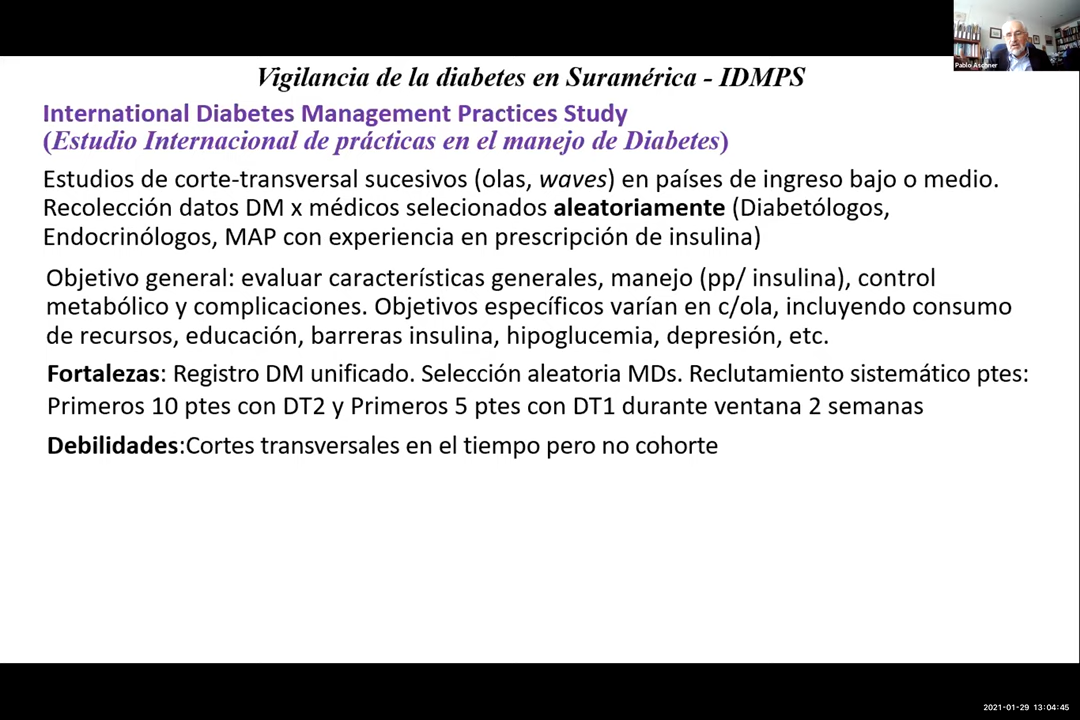 Pablo Aschner
Vigilancia de la diabetes en Suramérica - IDMPS
International Diabetes Management Practices Study
(Estudio Internacional de prácticas en el manejo de Diabetes)
Estudios de corte-transversal sucesivos (olas, waves) en países de ingreso bajo o medio.
Recolección datos DM x médicos selecionados aleatoriamente (Diabetólogos,
Endocrinólogos, MAP con experiencia en prescripción de insulina)
Objetivo general: evaluar características generales, manejo (pp/ insulina), control
metabólico y complicaciones. Objetivos específicos varían en c/ola, incluyendo consumo
de recursos, educación, barreras insulina, hipoglucemia, depresión, etc.
Fortalezas: Registro DM unificado. Selección aleatoria MDs. Reclutamiento sistemático ptes:
Primeros 10 ptes con DT2 y Primeros 5 ptes con DT1 durante ventana 2 semanas
Debilidades:Cortes transversales en el tiempo pero no cohorte
2021-01-29 13:04:45